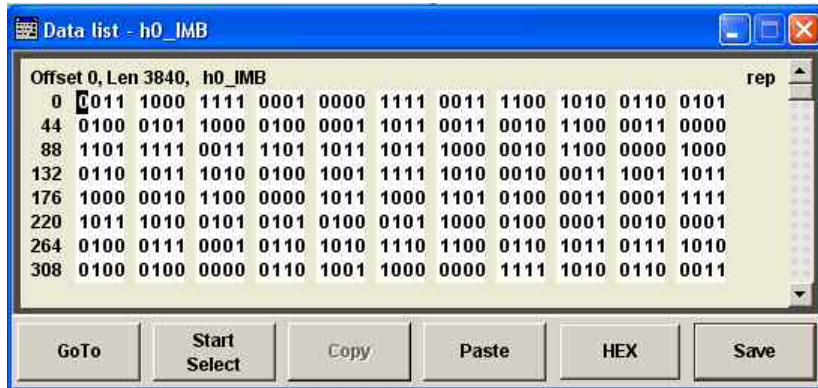 Data list - h0_IMB
Offset 0, Len 3840, h0_IMB rep
0 0011 1000 1111 0001 0000 1111 0011 1100 1010 0110 0101
44 0100 0101 1000 0100 0001 1011 0011 0010 1100 0011 0000
88 1101 1111 0011 1101 1011 1011 1000 0010 1100 0000 1000
132 0110 1011 1010 0100 1001 1111 1010 0010 0011 1001 1011
176 1000 0010 1100 0000 1011 1000 1101 0100 0011 0001 1111
220 1011 1010 0101 0101 0100 0101 1000 0100 0001 0010 0001
264 0100 0111 0001 0110 1010 1110 1100 0110 1011 0111 1010
308 0100 0100 0000 0110 1001 1000 0000 1111 1010 0110 0011
GoTo Start Select Copy Paste HEX Save